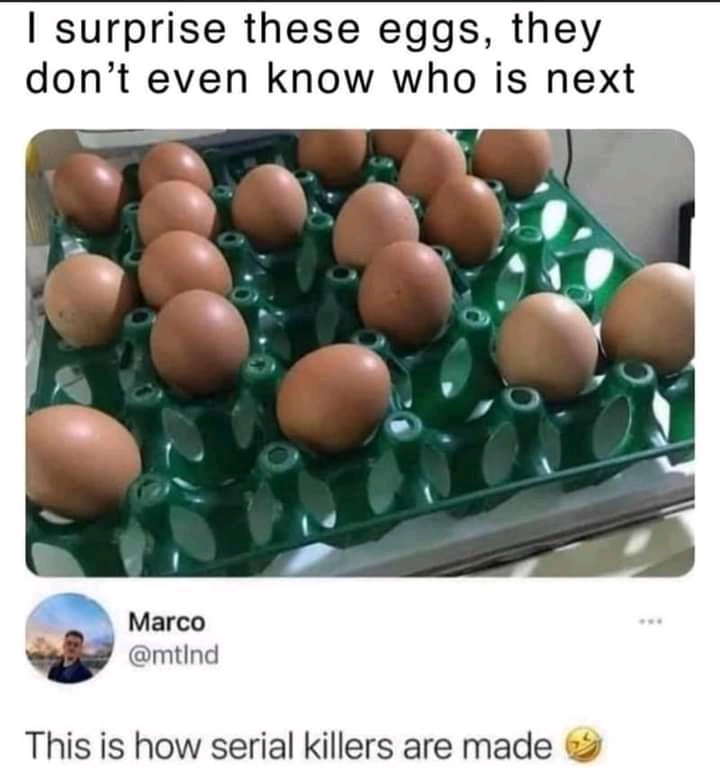 I surprise these eggs, they
don't even know who is next
Marco
@mtlnd
This is how serial killers are made 🤣